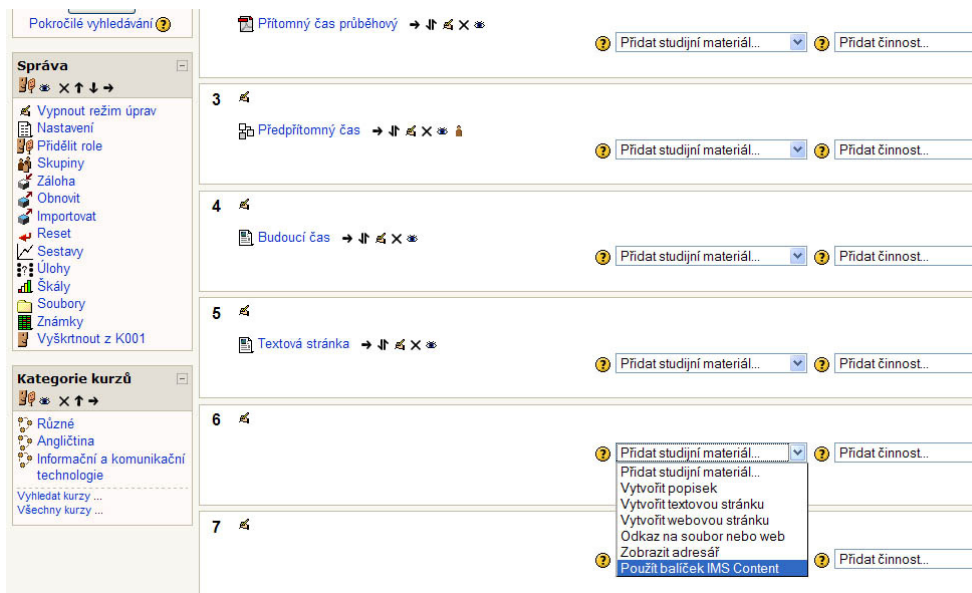 Pokročilé vyhledávání ?
Správa
Vypnout režim úprav
Nastavení
Přidělit role
Skupiny
Záloha
Obnovit
Importovat
Reset
Sestavy
Úlohy
Škály
Soubory
Známky
Vyškrtnout z K001
Kategorie kurzů
Různé
Angličtina
Informační a komunikační
technologie
Vyhledat kurzy ...
Všechny kurzy ...
Přítomný čas průběhový
? Přidat studijní materiál... ? Přidat činnost...
3
Předpřítomný čas
? Přidat studijní materiál... ? Přidat činnost...
4
Budoucí čas
? Přidat studijní materiál... ? Přidat činnost...
5
Textová stránka
? Přidat studijní materiál... ? Přidat činnost...
6
? Přidat studijní materiál... ? Přidat činnost...
Přidat studijní materiál...
Vytvořit popisek
Vytvořit textovou stránku
Vytvořit webovou stránku
Odkaz na soubor nebo web
Zobrazit adresář
Použít balíček IMS Content
7
? ? Přidat činnost...